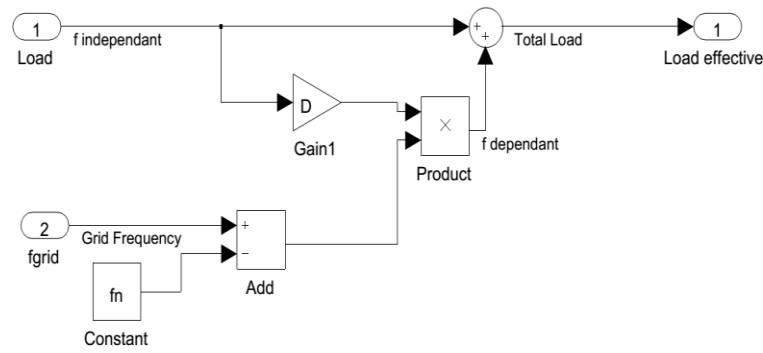 1
Load
f independant
+
+
Total Load
1
Load effective
D
Gain1
×
Product
f dependant
2
fgrid
Grid Frequency
+
−
Add
fn
Constant